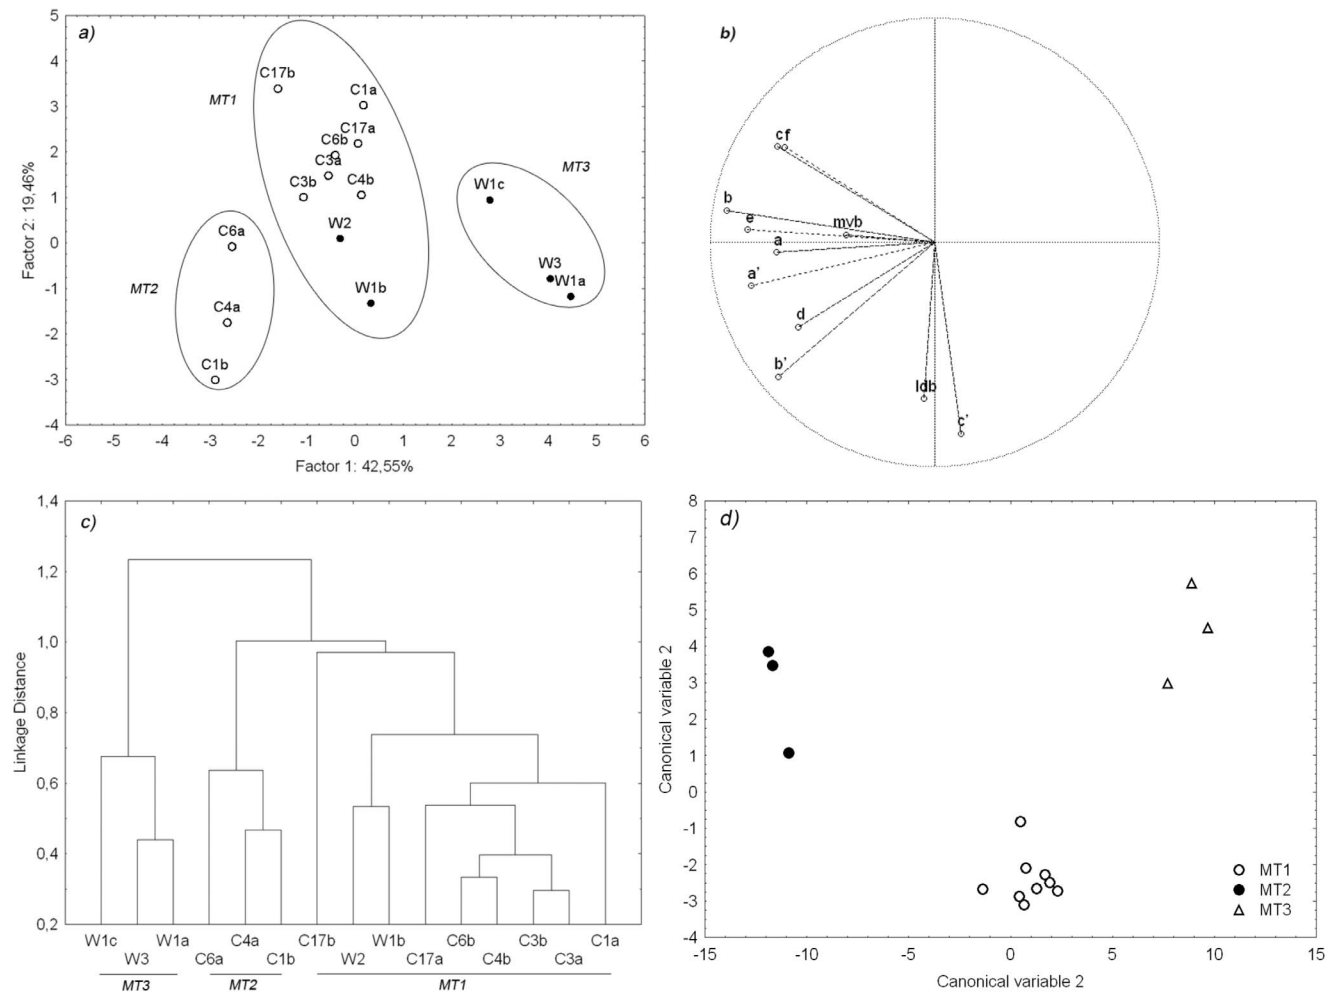 a)
5
4
3
2
1
0
-1
-2
-3
-4
Factor 2: 19,46%
C17b
C1a
MT1
C17a
C6b
C3a
C3b
C4b
MT3
W1c
W2
C6a
W3
W1a
MT2
W1b
C4a
C1b
-6 -5 -4 -3 -2 -1 0 1 2 3 4 5 6
Factor 1: 42,55%
b)
c f
b
e
mvb
a
a'
d
b'
ldb
c'
c)
1,4
1,2
1,0
0,8
0,6
0,4
0,2
Linkage Distance
W1c W1a C4a C17b W1b C6b C3b C1a
W3 C6a C1b W2 C17a C4b C3a
MT3 MT2 MT1
d)
8
7
6
5
4
3
2
1
0
-1
-2
-3
-4
Canonical variable 2
MT1
MT2
MT3
-15 -10 -5 0 5 10 15
Canonical variable 2